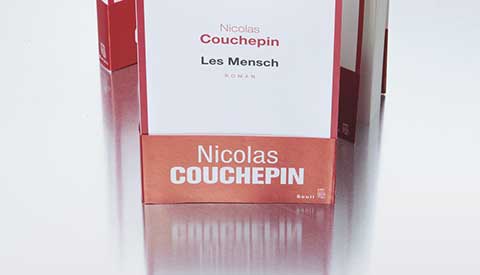 Nicolas
Couchepin
Les Mensch
ROMAN
Nicolas
COUCHEPIN
Seuil